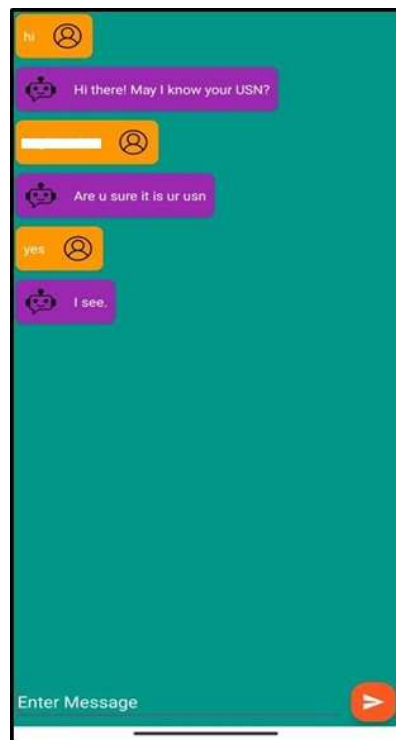 hi
Hi there! May I know your USN?
Are u sure it is ur usn
yes
I see.
Enter Message